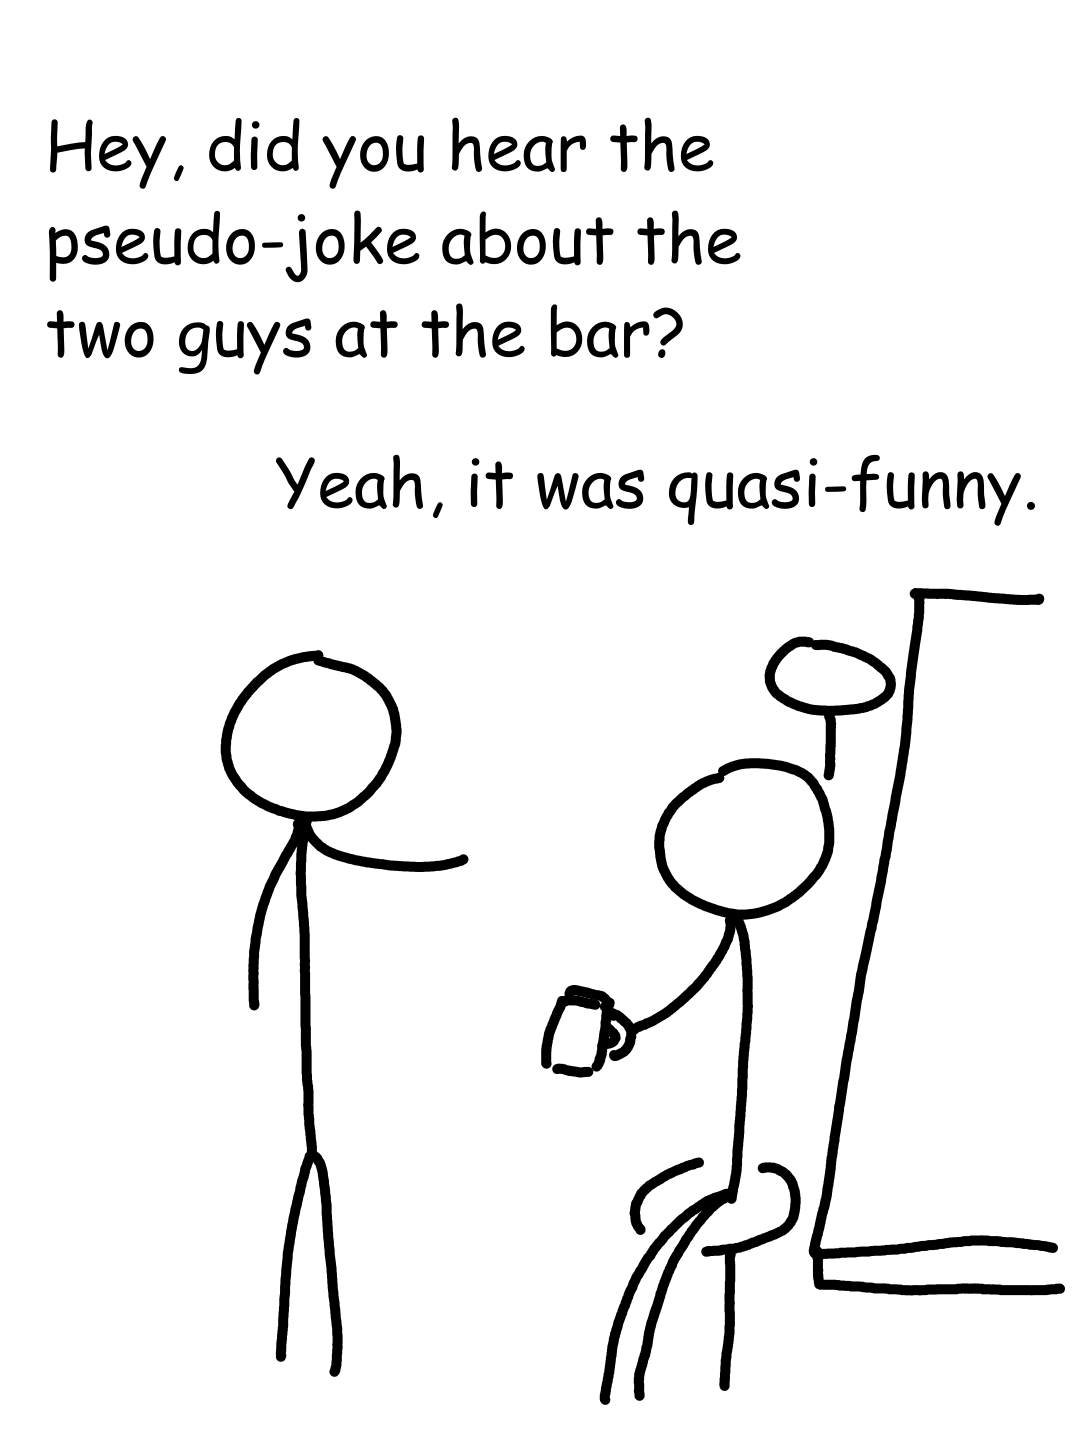 Hey, did you hear the
pseudo-joke about the
two guys at the bar?
Yeah, it was quasi-funny.